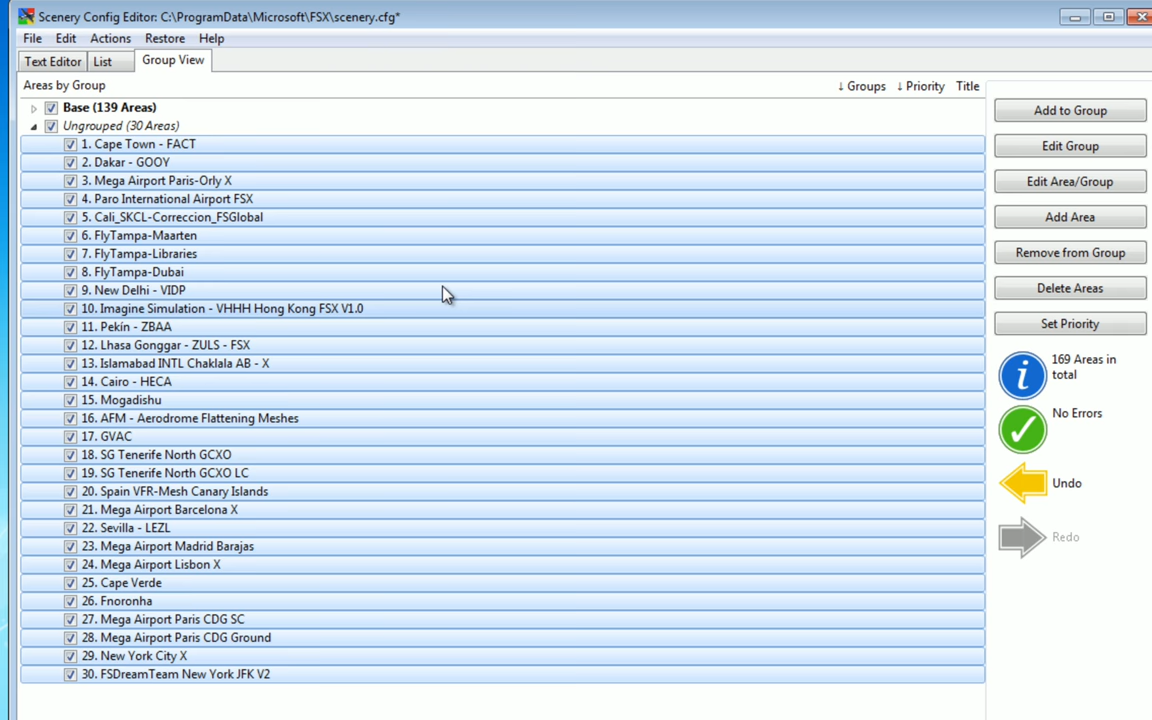 Scenery Config Editor: C:\ProgramData\Microsoft\FSX\scenery.cfg*
File Edit Actions Restore Help
Text Editor List Group View
Areas by Group ↓ Groups ↓ Priority Title
Base (139 Areas)
Ungrouped (30 Areas)
1. Cape Town - FACT
2. Dakar - GOOY
3. Mega Airport Paris-Orly X
4. Paro International Airport FSX
5. Cali_SKCL-Correccion_FSGlobal
6. FlyTampa-Maarten
7. FlyTampa-Libraries
8. FlyTampa-Dubai
9. New Delhi - VIDP
10. Imagine Simulation - VHHH Hong Kong FSX V1.0
11. Pekín - ZBAA
12. Lhasa Gonggar - ZULS - FSX
13. Islamabad INTL Chaklala AB - X
14. Cairo - HECA
15. Mogadishu
16. AFM - Aerodrome Flattening Meshes
17. GVAC
18. SG Tenerife North GCXO
19. SG Tenerife North GCXO LC
20. Spain VFR-Mesh Canary Islands
21. Mega Airport Barcelona X
22. Sevilla - LEZL
23. Mega Airport Madrid Barajas
24. Mega Airport Lisbon X
25. Cape Verde
26. Fnoronha
27. Mega Airport Paris CDG SC
28. Mega Airport Paris CDG Ground
29. New York City X
30. FSDreamTeam New York JFK V2
Add to Group
Edit Group
Edit Area/Group
Add Area
Remove from Group
Delete Areas
Set Priority
169 Areas in
total
No Errors
Undo
Redo